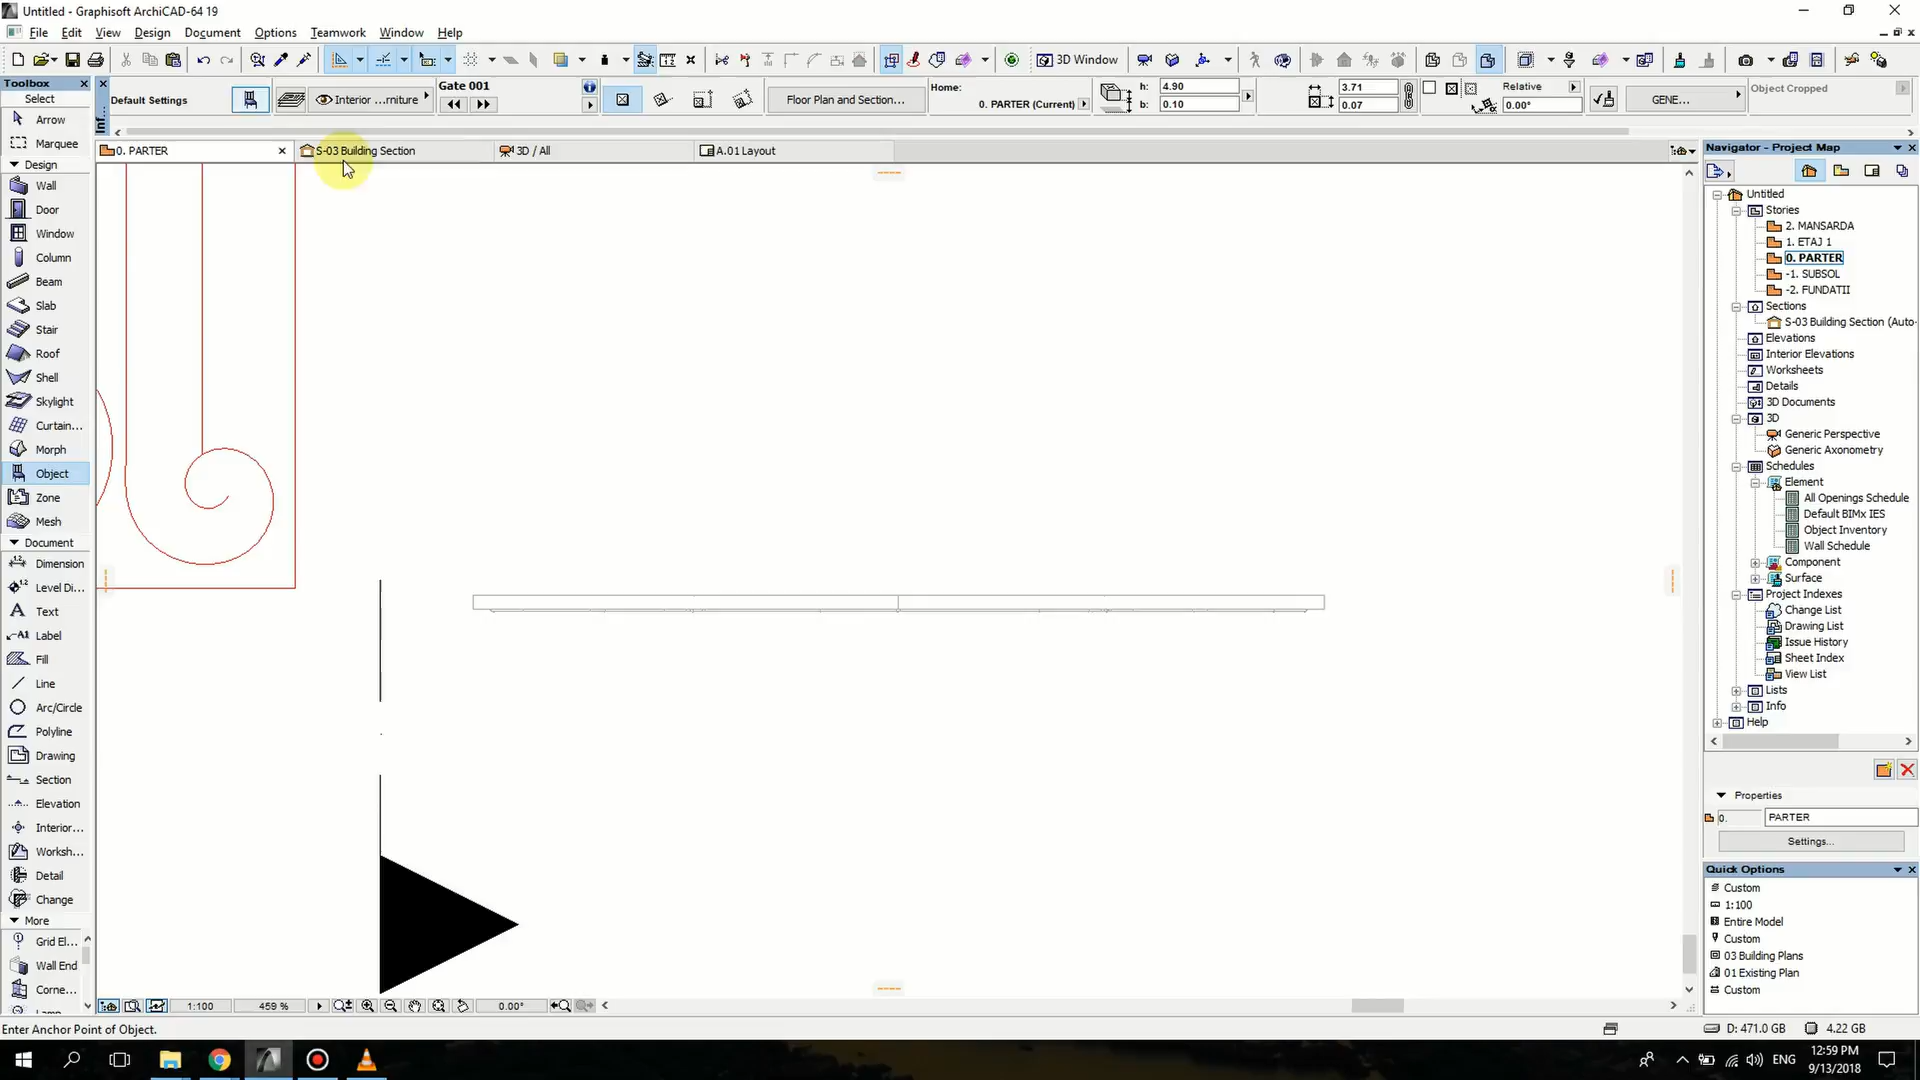 Untitled - Graphisoft ArchiCAD-64 19
File Edit View Design Document Options Teamwork Window Help
3D Window
Toolbox
Select
Arrow
Marquee
Design
Wall
Door
Window
Column
Beam
Slab
Stair
Roof
Shell
Skylight
Curtain...
Morph
Object
Zone
Mesh
Document
Dimension
Level Di...
Text
Label
Fill
Line
Arc/Circle
Polyline
Drawing
Section
Elevation
Interior...
Worksh...
Detail
Change
More
Grid El...
Wall End
Corne...
Default Settings
Interior ...rniture
Gate 001
Floor Plan and Section...
Home:
0. PARTER (Current)
h: 4.90
b: 0.10
3.71
0.07
Relative
0.00°
GENE...
Object Cropped
0. PARTER
S-03 Building Section
3D / All
A.01 Layout
Navigator - Project Map
Untitled
Stories
2. MANSARDA
1. ETAJ 1
0. PARTER
-1. SUBSOL
-2. FUNDATII
Sections
S-03 Building Section (Auto-
Elevations
Interior Elevations
Worksheets
Details
3D Documents
3D
Generic Perspective
Generic Axonometry
Schedules
Element
All Openings Schedule
Default BIMx IES
Object Inventory
Wall Schedule
Component
Surface
Project Indexes
Change List
Drawing List
Issue History
Sheet Index
View List
Lists
Info
Help
Properties
0. PARTER
Settings...
Quick Options
Custom
1:100
Entire Model
Custom
03 Building Plans
01 Existing Plan
Custom
1:100 459 % 0.00°
Enter Anchor Point of Object.
D: 471.0 GB 4.22 GB
ENG
12:59 PM
9/13/2018